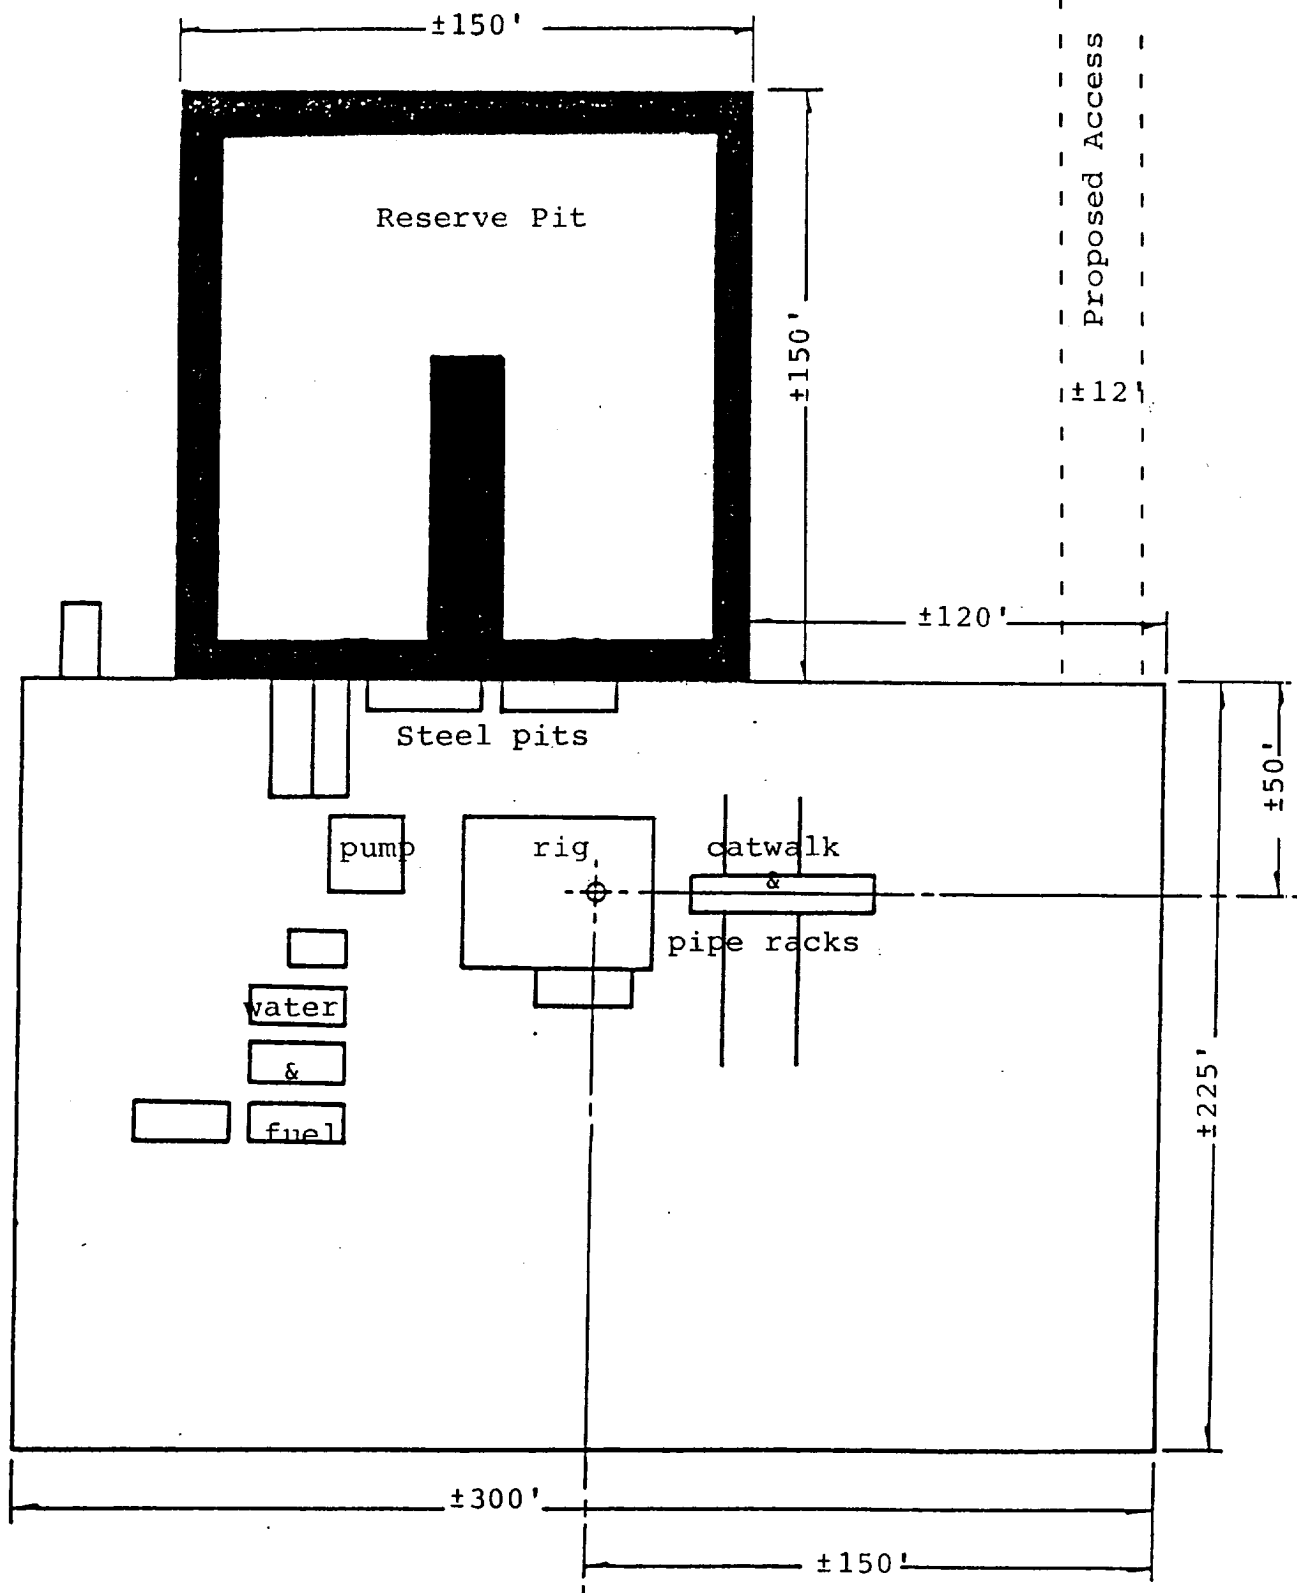 ±150'
Proposed Access
Reserve Pit
±150'
±12'
±120'
Steel pits
±50'
pump
rig
catwalk
&
pipe racks
water
&
fuel
±225'
±300'
±150'